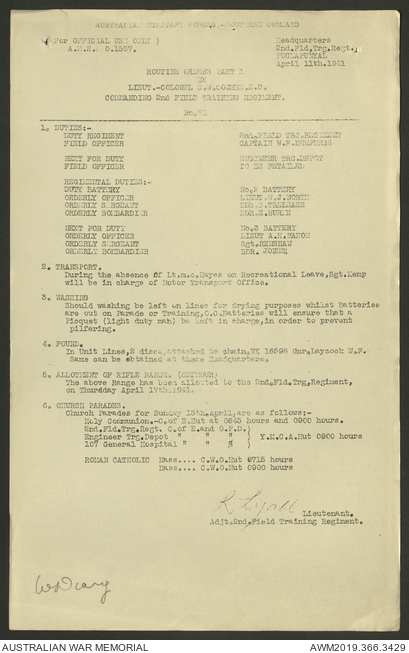 AUSTRALIAN MILITARY FORCES.-SOUTHERN COMMAND
(For OFFICIAL USE ONLY ) Headquarters
2nd.Fld.Trg.Regt.
PUCKAPUNYAL
April 11th.1941
ROUTINE ORDERS PART 1
BY
COMMANDING 2nd FIELD TRAINING REGIMENT.
1. DUTIES:-
DUTY REGIMENT 2nd.FIELD TRG.REGIMENT
FIELD OFFICER CAPTAIN
NEXT FOR DUTY ENGINEER TRG.DEPOT
FIELD OFFICER TO BE DETAILED
REGIMENTAL DUTIES:-
DUTY BATTERY No.2 BATTERY
ORDERLY OFFICER LIEUT.W.J.NORTH
ORDERLY SERGEANT BDR.S.TRELEASE
ORDERLY BOMBARDIER BDR.E.BURLE
NEXT FOR DUTY No.3 BATTERY
ORDERLY OFFICER LIEUT A.H.MAHON
ORDERLY SERGEANT Sgt.RENSHAW
ORDERLY BOMBARDIER BDR. JONES
2. TRANSPORT.
During the absence of Lt.m.c.Hayes on Recreational Leave,Sgt.Kemp
will be in charge of Motor Transport Office.
3. WASHING
Should washing be left on lines for drying purposes whilst Batteries
are out on Parade or Training,O.C.Batteries will ensure that a
Picquet (light duty man) be left in charge,in order to prevent
pilfering.
4. FOUND.
In Unit Lines,2 discs,attached to chain,VX 16598 Gnr.Laycock W.F.
Same can be obtained at these Headquarters.
5. ALLOTMENT OF RIFLE RANGE. (SEYMOUR)
The above Range has been allotted to the 2nd.Fld.Trg,Regiment,
on Thursday April 17th.1941.
6. CHURCH PARADES.
Church Parades for Sunday 13th.April,are as follows:-
Holy Communion.-C.of E.Hut at 0645 hours and 0900 hours.
2nd.Fld.Trg.Regt. C.of E.and O.P.D.)
Engineer Trg.Depot " " " ) Y.M.C.A.Hut 0900 hours
107 General Hospital " " " )
ROMAN CATHOLIC Mass.... C.W.O.Hut 0715 hours
Mass.... C.W.O.Hut 0900 hours
Lieutenant.
Adjt.2nd.Field Training Regiment.
W Diary
AUSTRALIAN WAR MEMORIAL AWM2019.366.3429